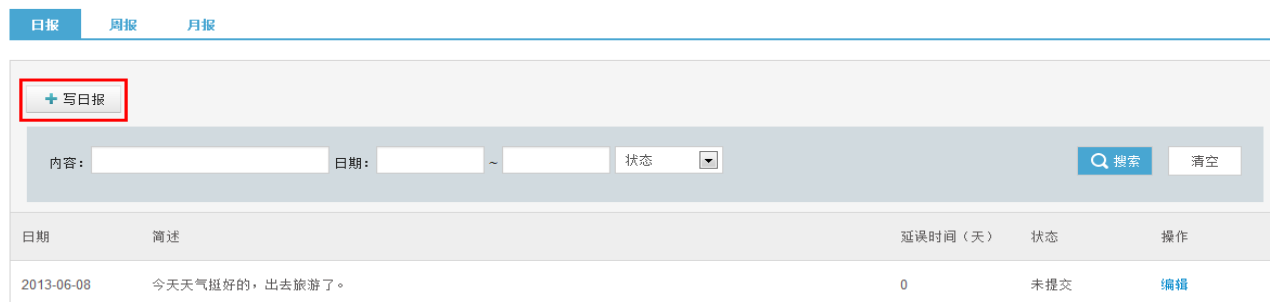 日报 周报 月报
写日报
内容: 日期: ~ 状态 搜索 清空
日期 简述 延误时间（天） 状态 操作
2013-06-08 今天天气挺好的，出去旅游了。 0 未提交 编辑